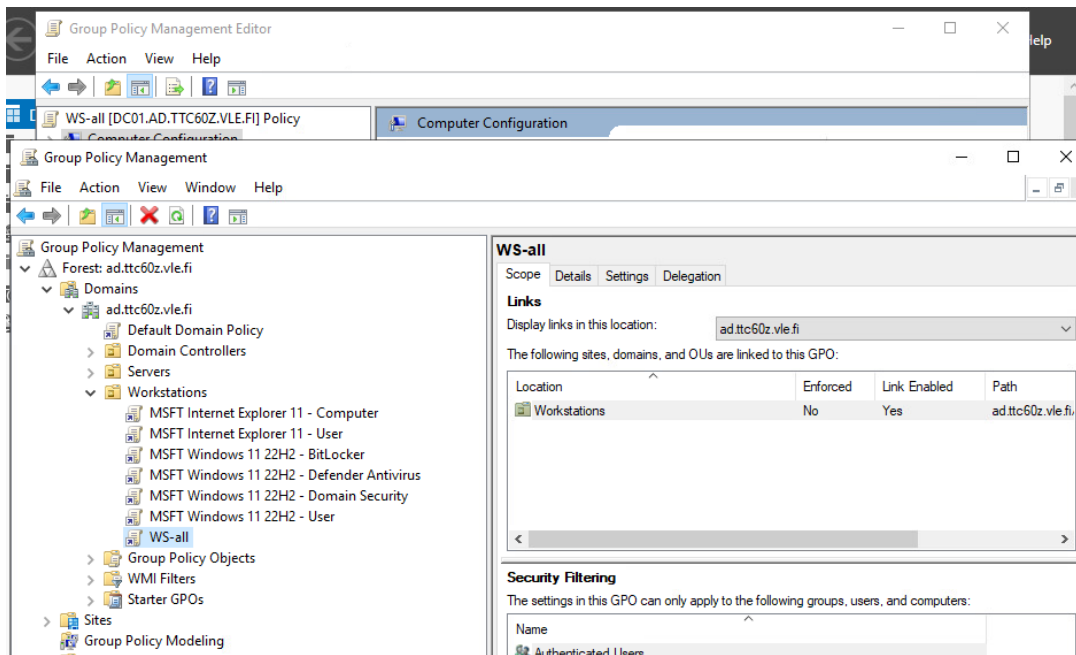 Group Policy Management Editor
File Action View Help
Help
WS-all [DC01.AD.TTC60Z.VLE.FI] Policy
Computer Configuration
Computer Configuration
Group Policy Management
File Action View Window Help
Group Policy Management
Forest: ad.ttc60z.vle.fi
Domains
ad.ttc60z.vle.fi
Default Domain Policy
Domain Controllers
Servers
Workstations
MSFT Internet Explorer 11 - Computer
MSFT Internet Explorer 11 - User
MSFT Windows 11 22H2 - BitLocker
MSFT Windows 11 22H2 - Defender Antivirus
MSFT Windows 11 22H2 - Domain Security
MSFT Windows 11 22H2 - User
WS-all
Group Policy Objects
WMI Filters
Starter GPOs
Sites
Group Policy Modeling
WS-all
Scope Details Settings Delegation
Links
Display links in this location: ad.ttc60z.vle.fi
The following sites, domains, and OUs are linked to this GPO:
Location Enforced Link Enabled Path
Workstations No Yes ad.ttc60z.vle.fi/
Security Filtering
The settings in this GPO can only apply to the following groups, users, and computers:
Name
Authenticated Users